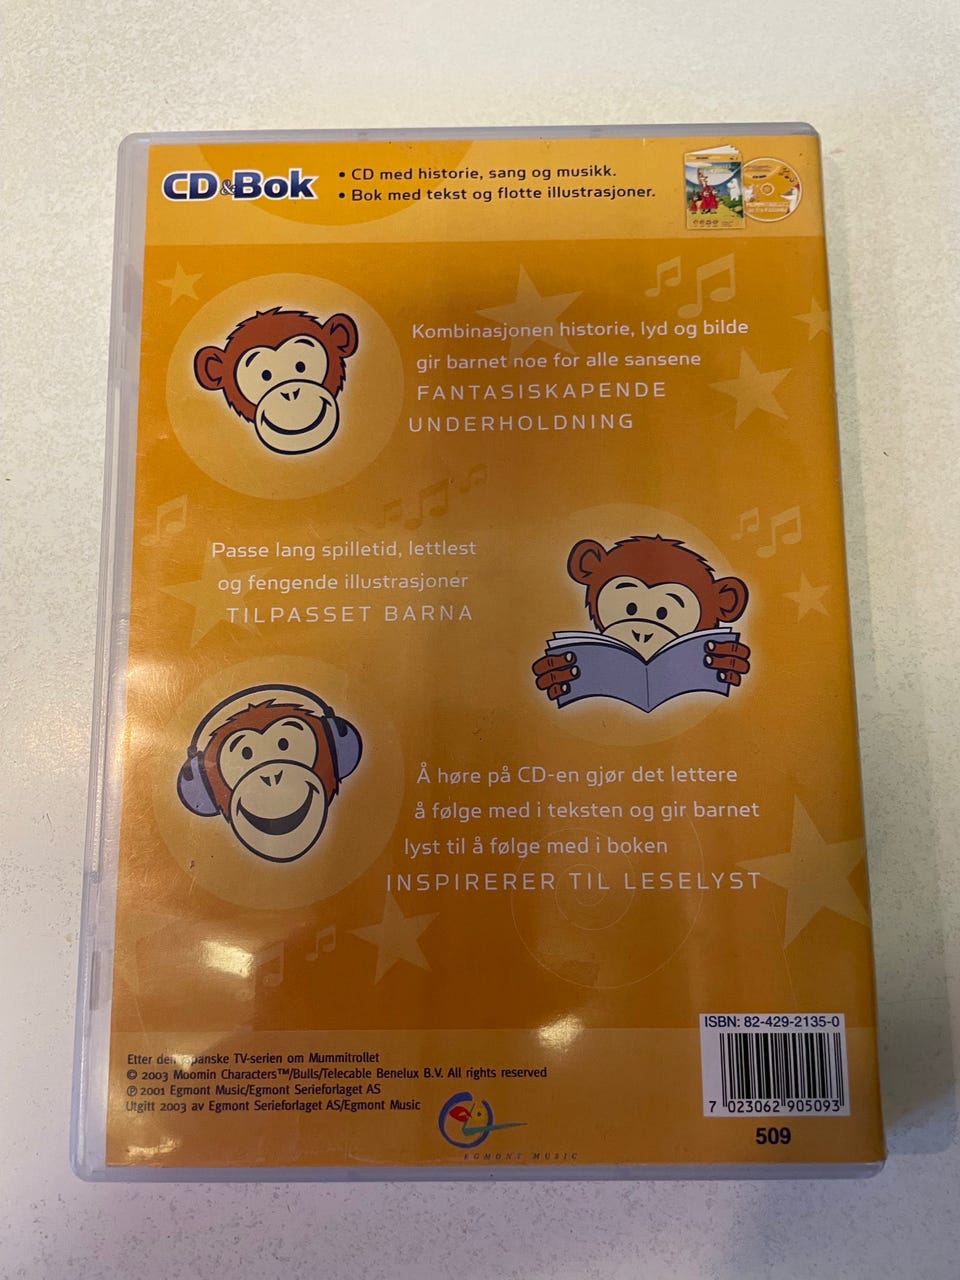 CD&Bok
• CD med historie, sang og musikk.
• Bok med tekst og flotte illustrasjoner.
Kombinasjonen historie, lyd og bilde
gir barnet noe for alle sansene
FANTASISKAPENDE
UNDERHOLDNING
Passe lang spilletid, lettlest
og fengende illustrasjoner
TILPASSET BARNA
Å høre på CD-en gjør det lettere
å følge med i teksten og gir barnet
lyst til å følge med i boken
INSPIRERER TIL LESELYST
Etter den TV-serien om Mummitrollet
© 2003 Moomin Characters™/Bulls/Telecable Benelux B.V. All rights reserved
℗ 2001 Egmont Music/Egmont Serieforlaget AS
Utgitt 2003 av Egmont Serieforlaget AS/Egmont Music
EGMONT MUSIC
ISBN: 82-429-2135-0
7 023062 905093
509